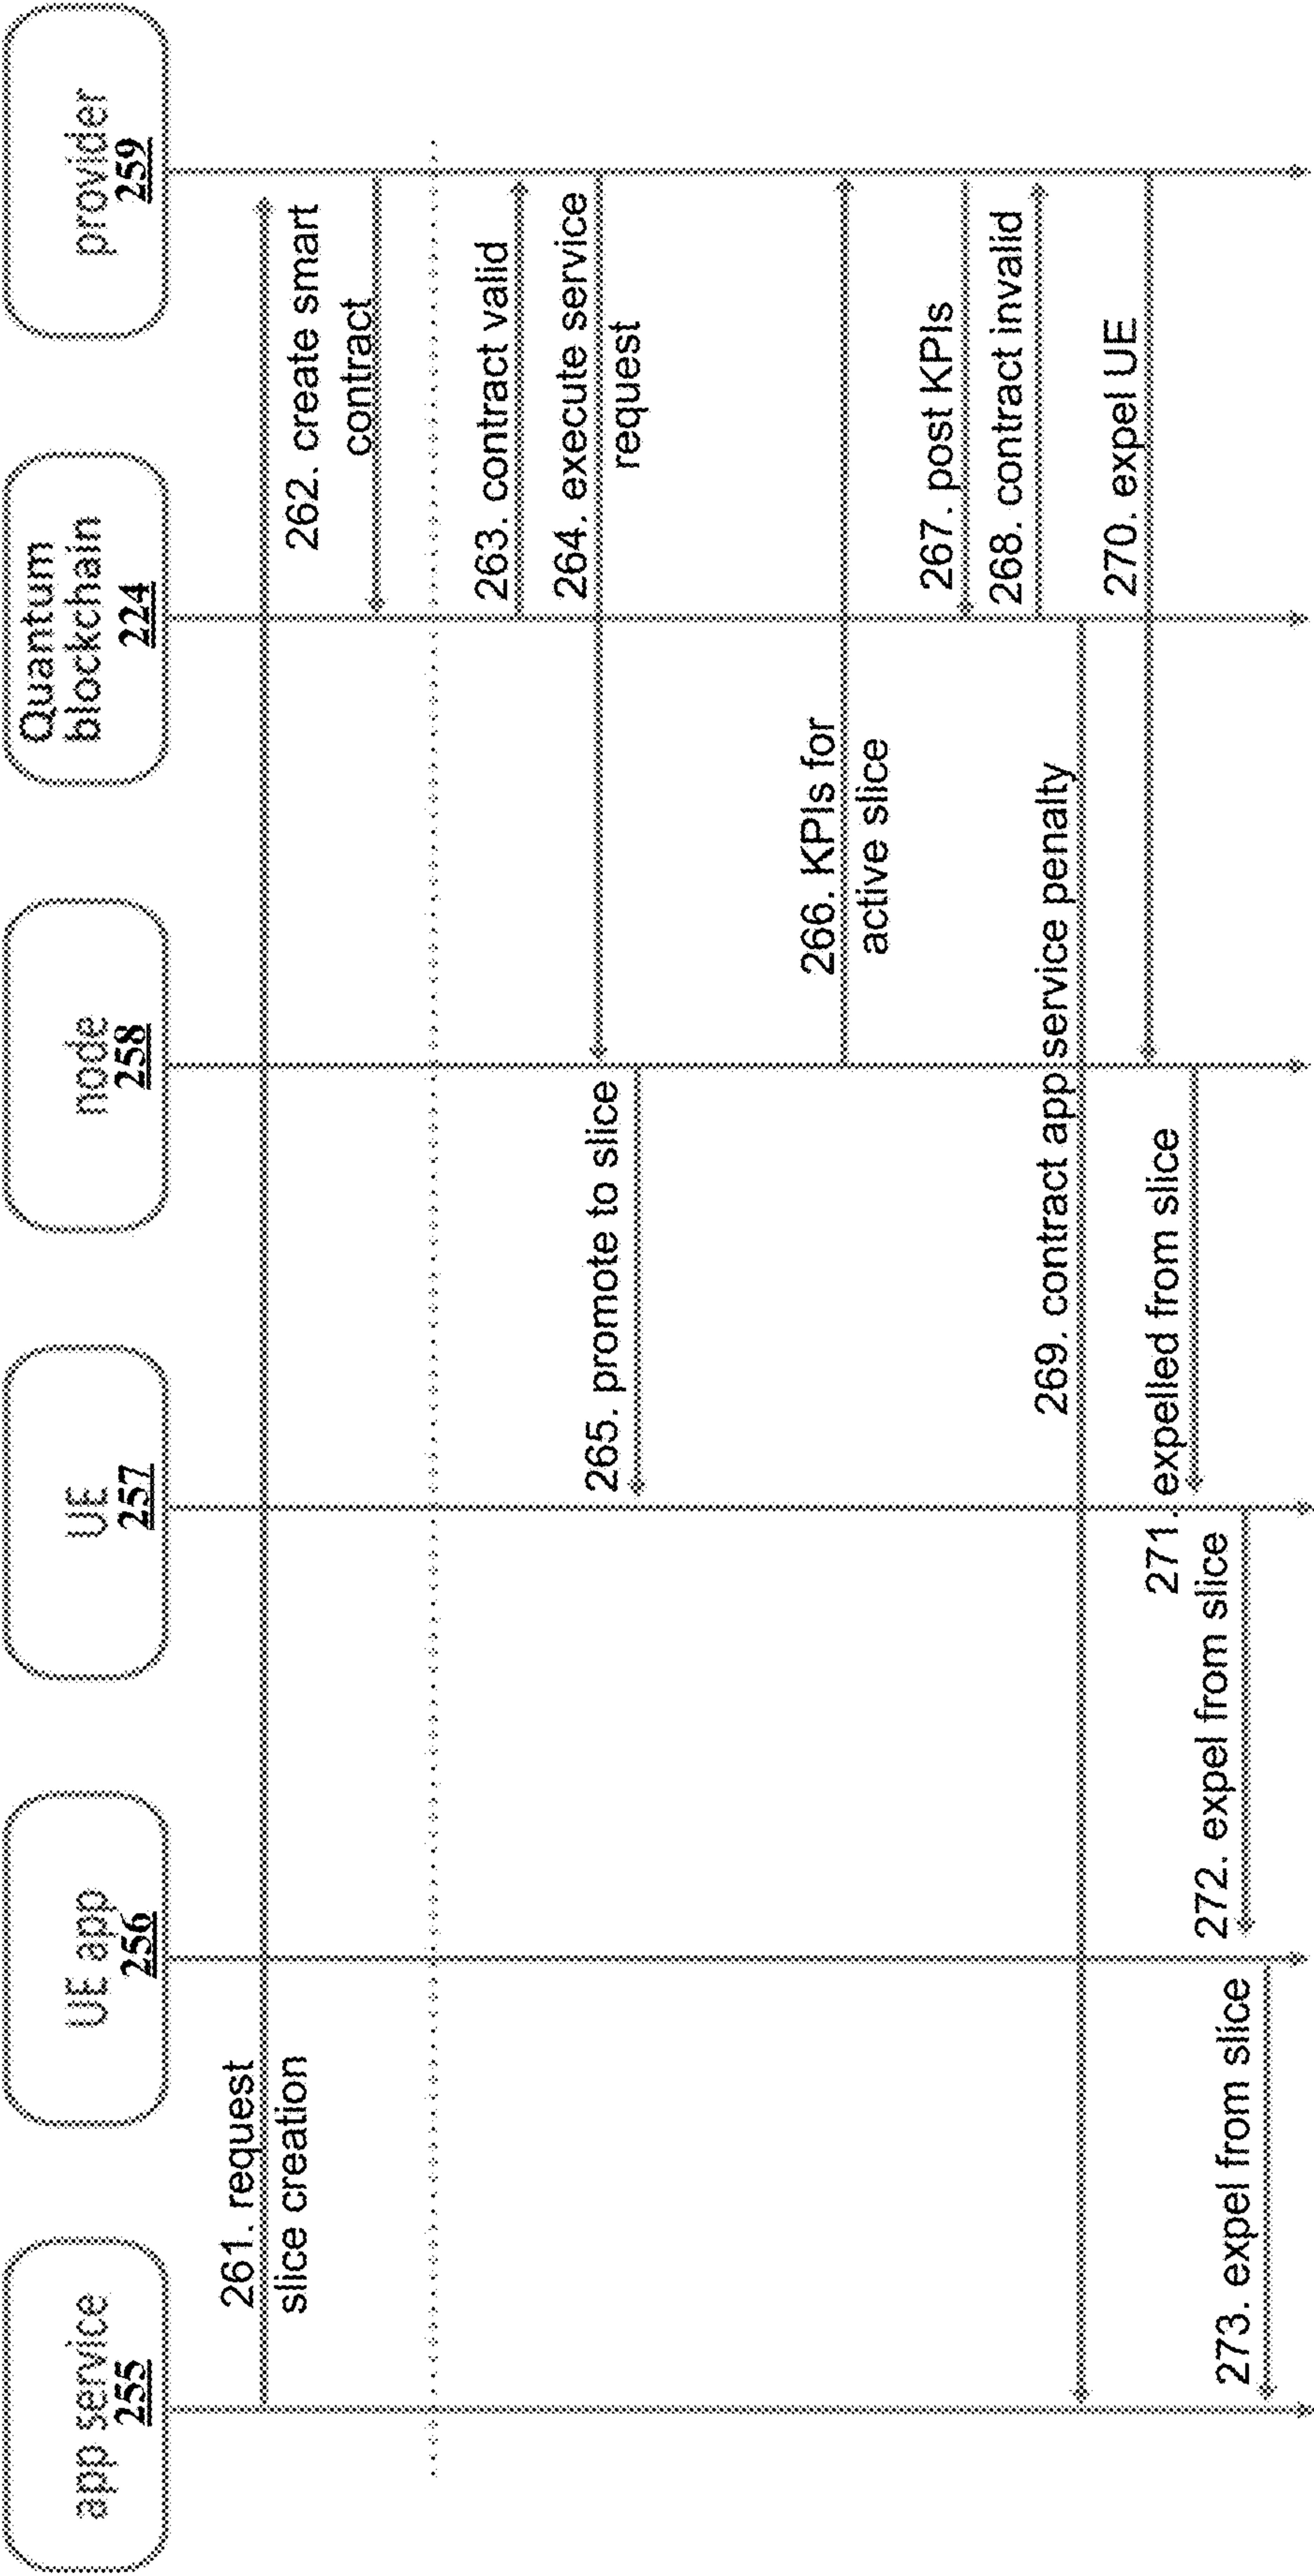 app service
255
UE app
256
UE
257
node
258
Quantum
blockchain
224
provider
259
261. request
slice creation
262. create smart
contract
263. contract valid
264. execute service
request
265. promote to slice
266. KPIs for
active slice
267. post KPIs
268. contract invalid
269. contract app service penalty
270. expel UE
271. expelled from slice
272. expel from slice
273. expel from slice